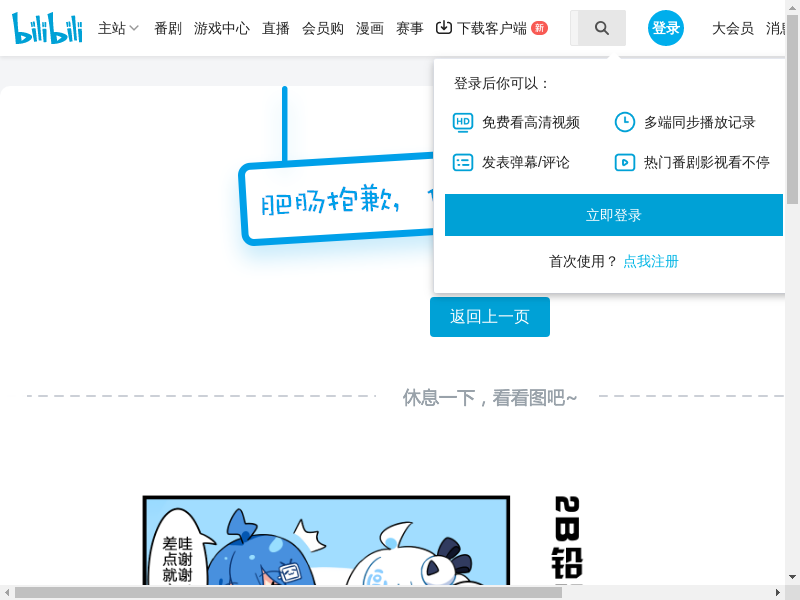 bilibili 主站 番剧 游戏中心 直播 会员购 漫画 赛事 下载客户端 新 登录 大会员
登录后你可以：
免费看高清视频 多端同步播放记录
发表弹幕/评论 热门番剧影视看不停
立即登录
首次使用？ 点我注册
肥肠抱歉，
返回上一页
休息一下，看看图吧~
哇谢谢
差点就
2B铅